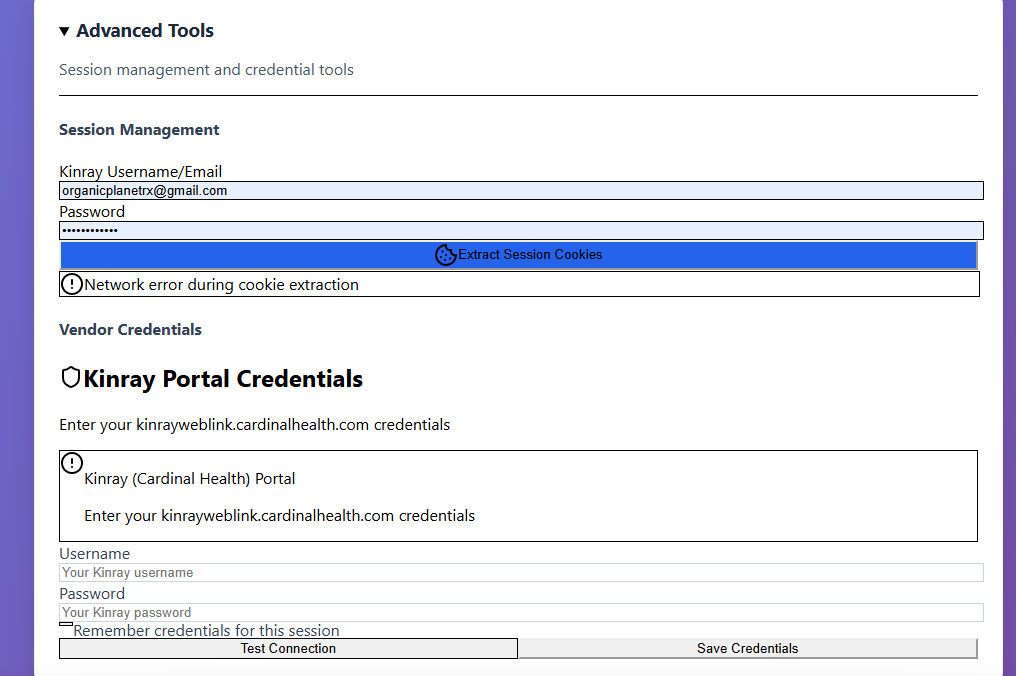 Advanced Tools
Session management and credential tools
Session Management
Kinray Username/Email
organicplanetrx@gmail.com
Password
••••••••••••
Extract Session Cookies
Network error during cookie extraction
Vendor Credentials
Kinray Portal Credentials
Enter your kinrayweblink.cardinalhealth.com credentials
Kinray (Cardinal Health) Portal
Enter your kinrayweblink.cardinalhealth.com credentials
Username
Your Kinray username
Password
Your Kinray password
Remember credentials for this session
Test Connection
Save Credentials